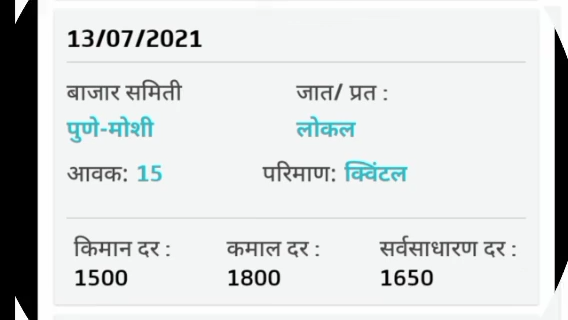 13/07/2021
बाजार समिती जात/ प्रत :
पुणे-मोशी लोकल
आवक: 15 परिमाण: क्विंटल
किमान दर : कमाल दर : सर्वसाधारण दर :
1500 1800 1650